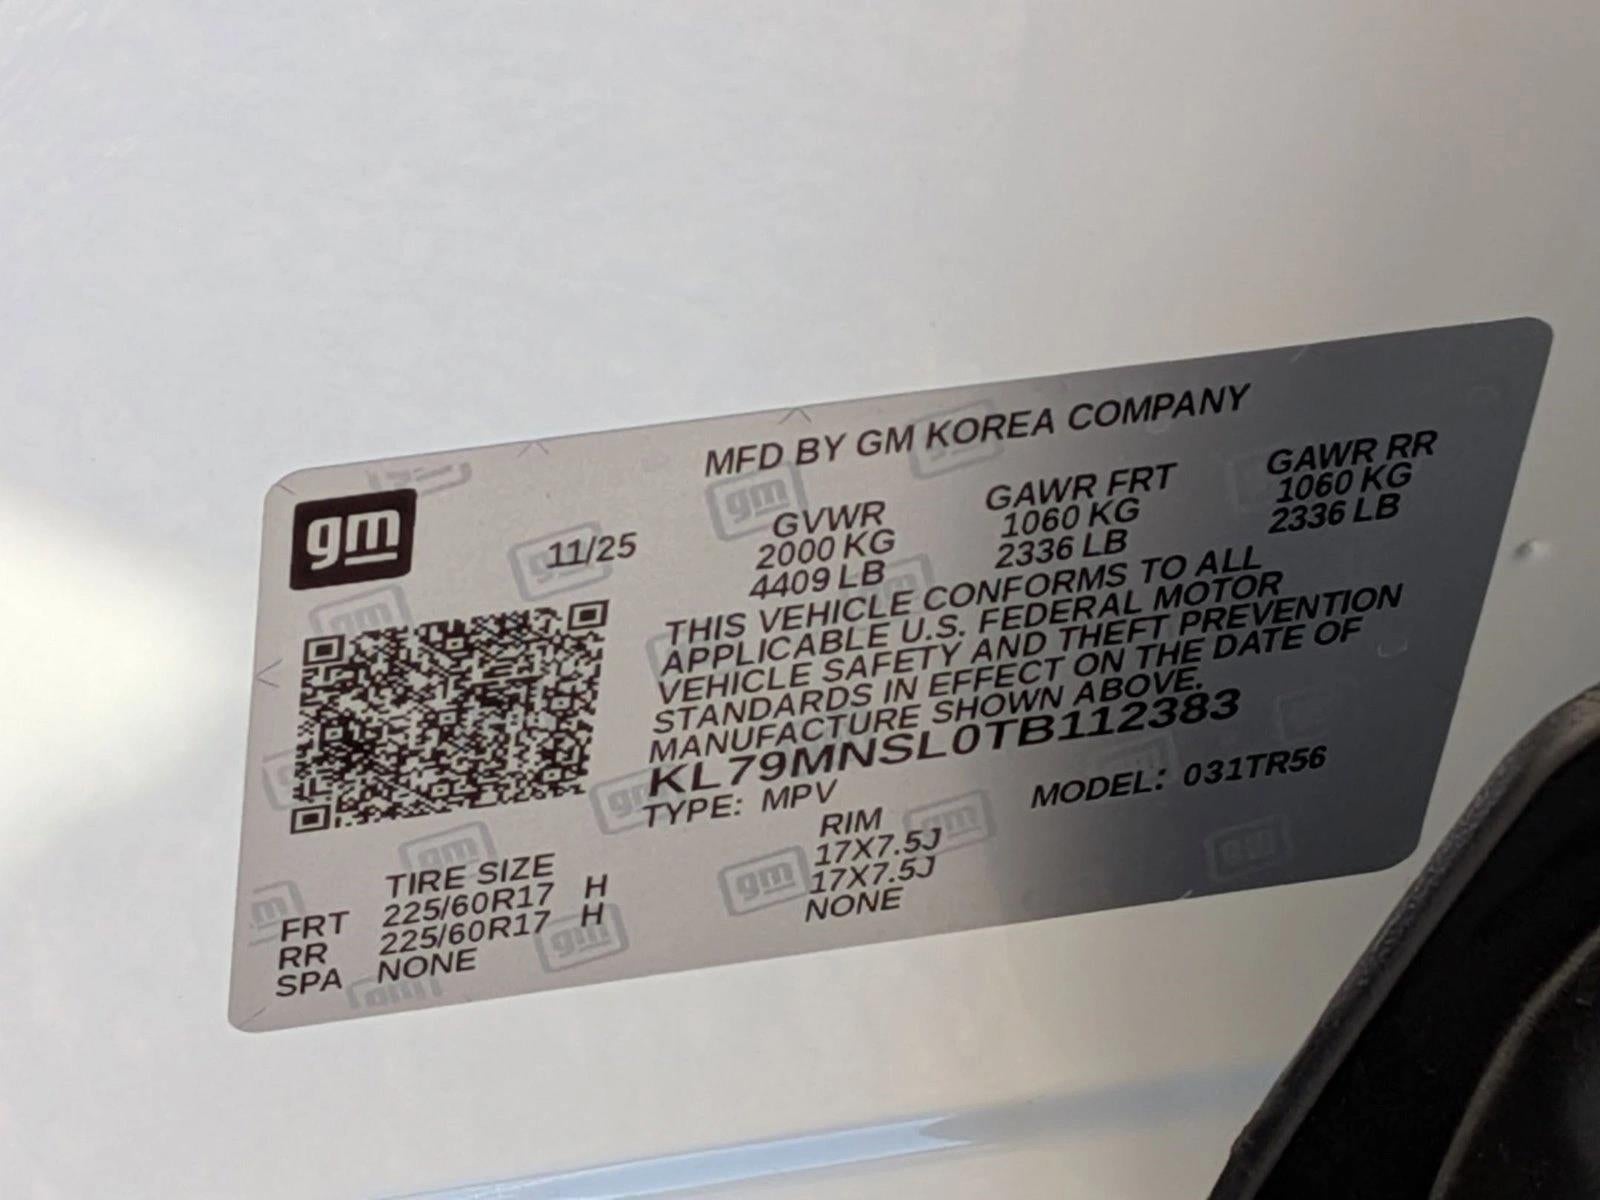 MFD BY GM KOREA COMPANY
gm
11/25
GVWR GAWR FRT GAWR RR
2000 KG 1060 KG 1060 KG
4409 LB 2336 LB 2336 LB
THIS VEHICLE CONFORMS TO ALL
APPLICABLE U.S. FEDERAL MOTOR
VEHICLE SAFETY AND THEFT PREVENTION
STANDARDS IN EFFECT ON THE DATE OF
MANUFACTURE SHOWN ABOVE.
KL79MNSL0TB112383
TYPE: MPV MODEL: 031TR56
TIRE SIZE RIM
FRT 225/60R17 H 17X7.5J
RR 225/60R17 H 17X7.5J
SPA NONE NONE